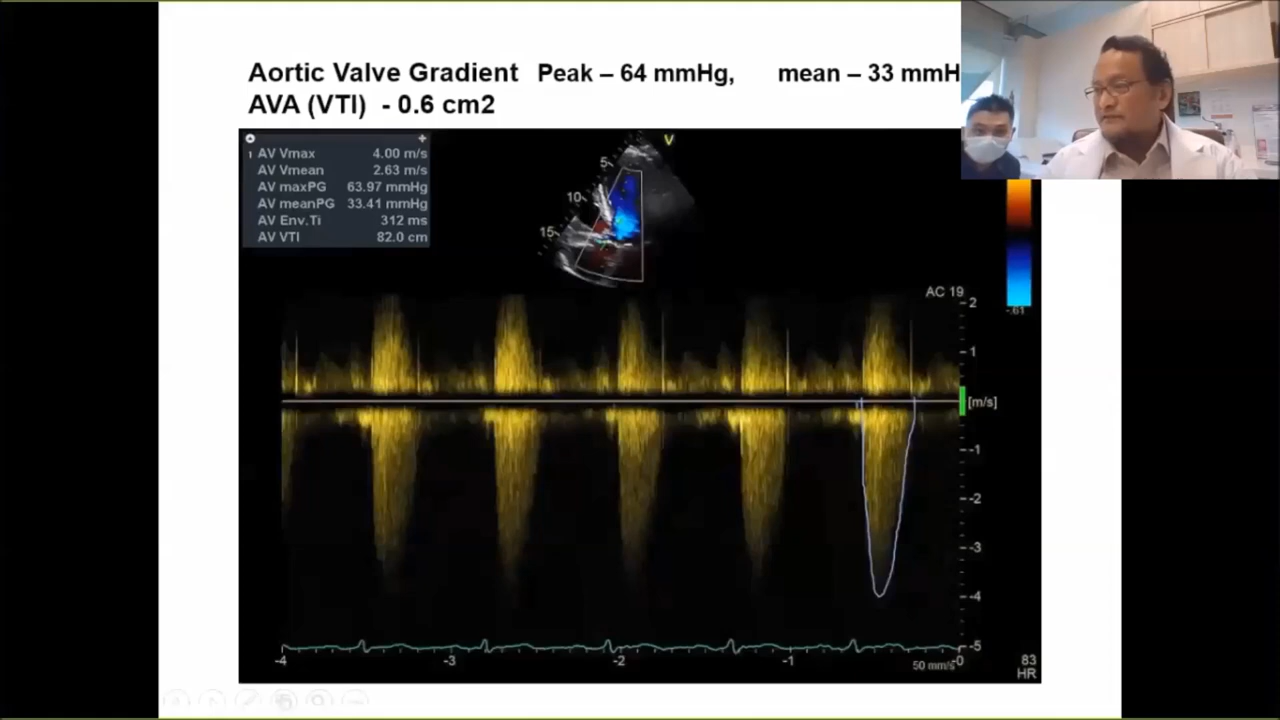 Aortic Valve Gradient Peak – 64 mmHg, mean – 33 mmH
AVA (VTI) - 0.6 cm2
V
1 AV Vmax 4.00 m/s
AV Vmean 2.63 m/s
AV maxPG 63.97 mmHg
AV meanPG 33.41 mmHg
AV Env.Ti 312 ms
AV VTI 82.0 cm
5
10
15
-.61
AC 19
2
1
[m/s]
-1
-2
-3
-4
-5
-4 -3 -2 -1 -0
50 mm/s
83
HR